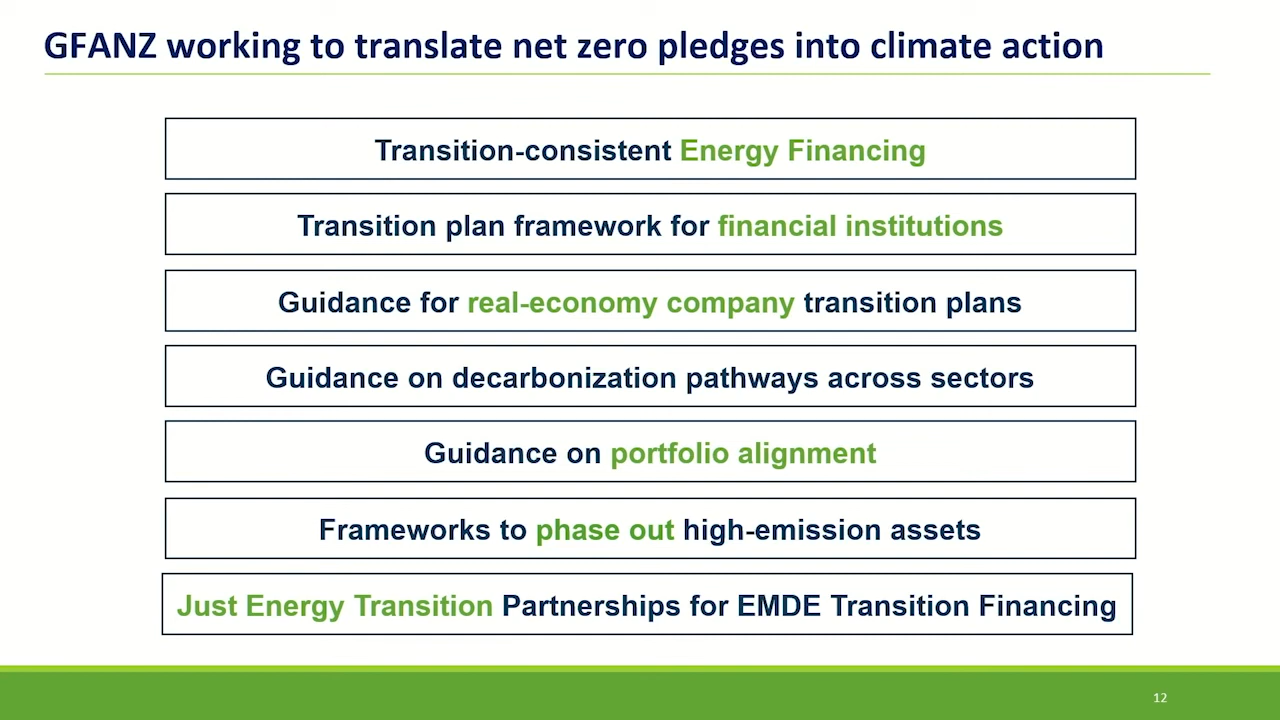 GFANZ working to translate net zero pledges into climate action
Transition-consistent Energy Financing
Transition plan framework for financial institutions
Guidance for real-economy company transition plans
Guidance on decarbonization pathways across sectors
Guidance on portfolio alignment
Frameworks to phase out high-emission assets
Just Energy Transition Partnerships for EMDE Transition Financing
12